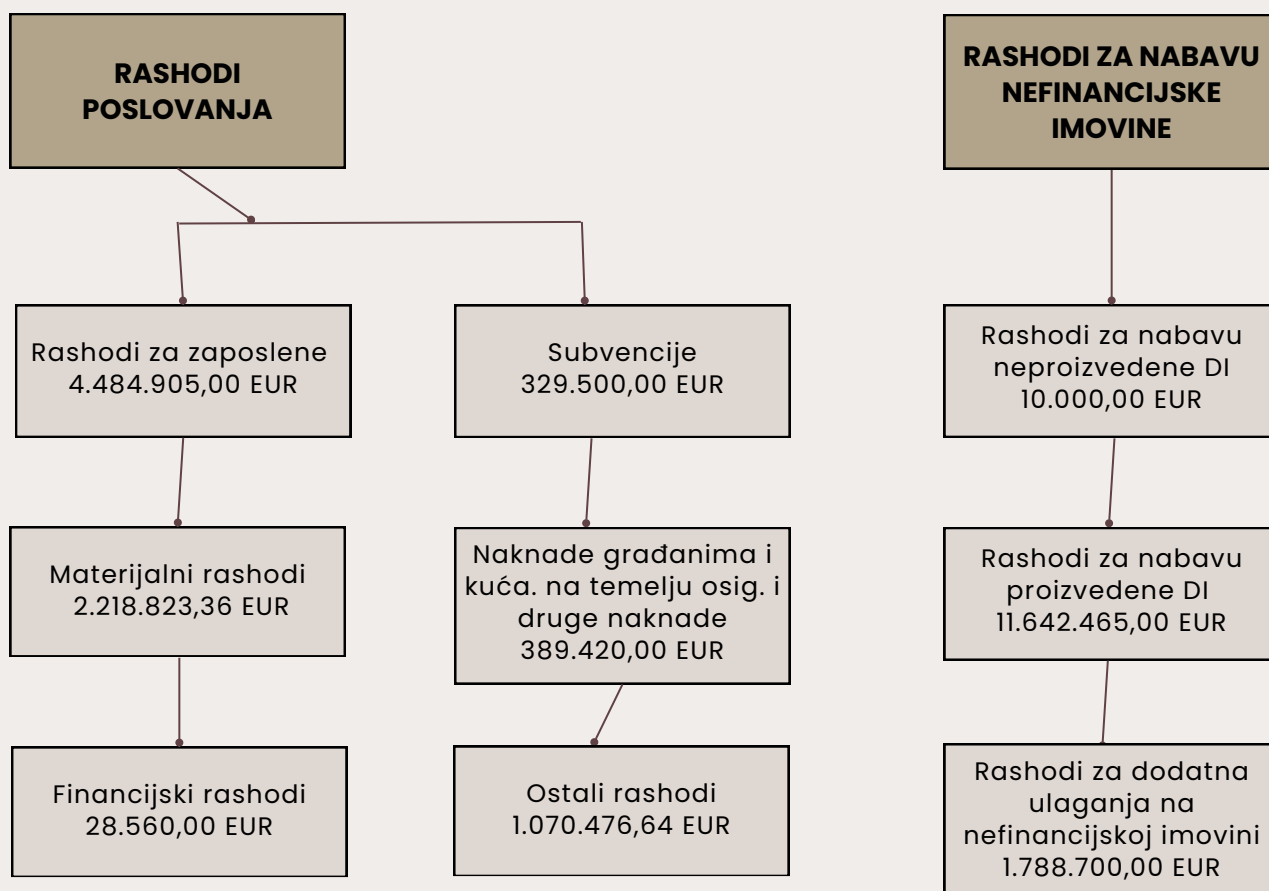 RASHODI
POSLOVANJA
RASHODI ZA NABAVU
NEFINANCIJSKE
IMOVINE
Rashodi za zaposlene
4.484.905,00 EUR
Subvencije
329.500,00 EUR
Rashodi za nabavu
neproizvedene DI
10.000,00 EUR
Materijalni rashodi
2.218.823,36 EUR
Naknade građanima i
kuća. na temelju osig. i
druge naknade
389.420,00 EUR
Rashodi za nabavu
proizvedene DI
11.642.465,00 EUR
Financijski rashodi
28.560,00 EUR
Ostali rashodi
1.070.476,64 EUR
Rashodi za dodatna
ulaganja na
nefinancijskoj imovini
1.788.700,00 EUR